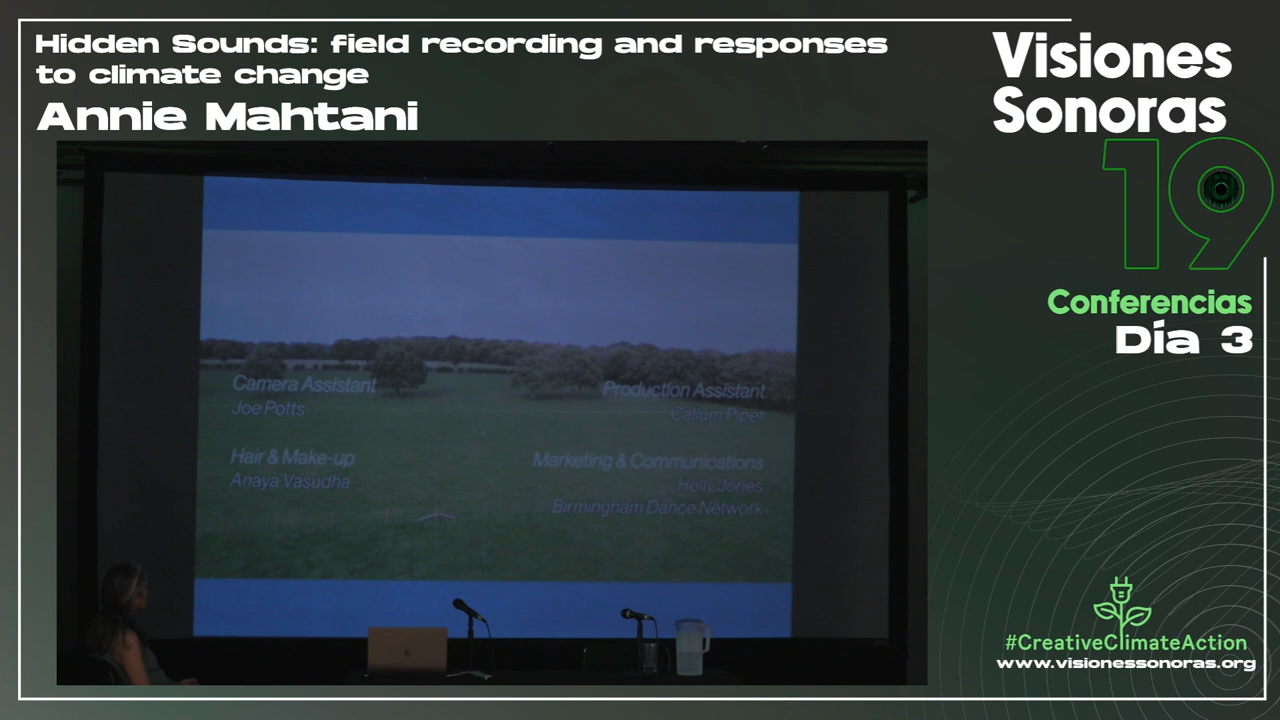 Hidden Sounds: field recording and responses
to climate change
Annie Mahtani
Visiones
Sonoras
19
Conferencias
Día 3
Camera Assistant
Joe Potts
Production Assistant
Callum Piper
Hair & Make-up
Anaya Vasudha
Marketing & Communications
Holly Jones
Birmingham Dance Network
#CreativeClimateAction
www.visionessonoras.org